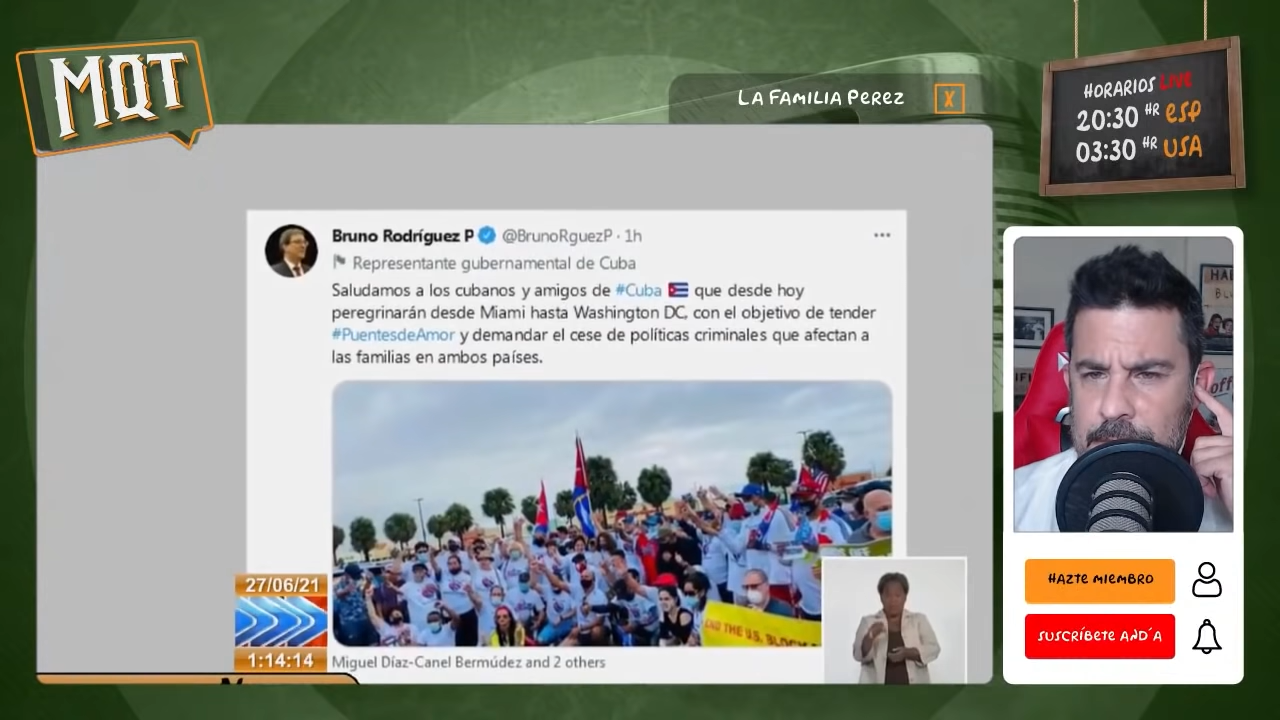 MQT
LA FAMILIA PEREZ
X
HORARIOS LIVE
20:30 HR ESP
03:30 HR USA
Bruno Rodríguez P @BrunoRguezP · 1h
Representante gubernamental de Cuba
Saludamos a los cubanos y amigos de #Cuba 🇨🇺 que desde hoy
peregrinarán desde Miami hasta Washington DC, con el objetivo de tender
#PuentesdeAmor y demandar el cese de políticas criminales que afectan a
las familias en ambos países.
END THE U.S.
27/06/21
1:14:14
Miguel Díaz-Canel Bermúdez and 2 others
HAZTE MIEMBRO
SUSCRÍBETE AND´A